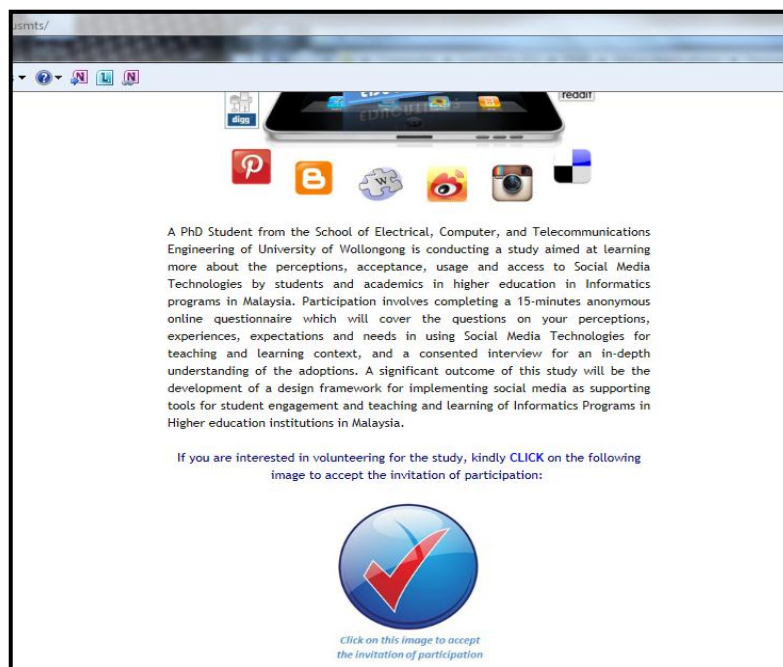 usmts/
digg
reddit
A PhD Student from the School of Electrical, Computer, and Telecommunications
Engineering of University of Wollongong is conducting a study aimed at learning
more about the perceptions, acceptance, usage and access to Social Media
Technologies by students and academics in higher education in Informatics
programs in Malaysia. Participation involves completing a 15-minutes anonymous
online questionnaire which will cover the questions on your perceptions,
experiences, expectations and needs in using Social Media Technologies for
teaching and learning context, and a consented interview for an in-depth
understanding of the adoptions. A significant outcome of this study will be the
development of a design framework for implementing social media as supporting
tools for student engagement and teaching and learning of Informatics Programs in
Higher education institutions in Malaysia.
If you are interested in volunteering for the study, kindly CLICK on the following
image to accept the invitation of participation:
Click on this image to accept
the invitation of participation